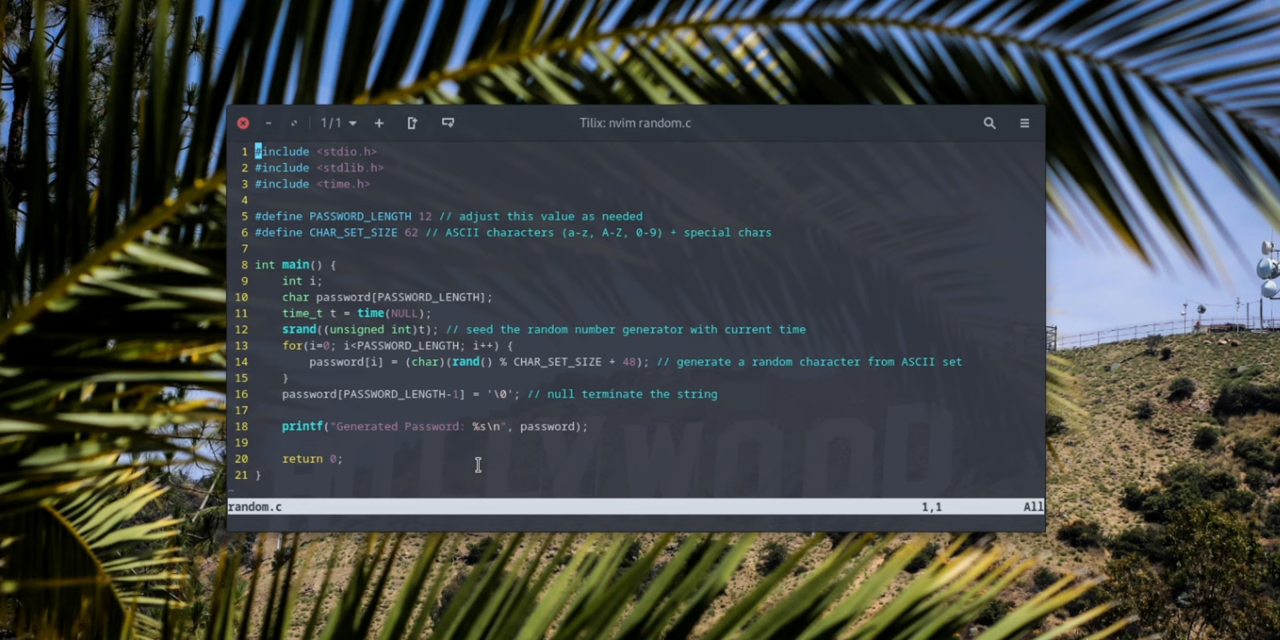 1/1
Tilix: nvim random.c
1 #include <stdio.h>
2 #include <stdlib.h>
3 #include <time.h>
4
5 #define PASSWORD_LENGTH 12 // adjust this value as needed
6 #define CHAR_SET_SIZE 62 // ASCII characters (a-z, A-Z, 0-9) + special chars
7
8 int main() {
9     int i;
10     char password[PASSWORD_LENGTH];
11     time_t t = time(NULL);
12     srand((unsigned int)t); // seed the random number generator with current time
13     for(i=0; i<PASSWORD_LENGTH; i++) {
14         password[i] = (char)(rand() % CHAR_SET_SIZE + 48); // generate a random character from ASCII set
15     }
16     password[PASSWORD_LENGTH-1] = '\0'; // null terminate the string
17
18     printf("Generated Password: %s\n", password);
19
20     return 0;
21 }
~
random.c 1,1 All
HOLLYWOOD